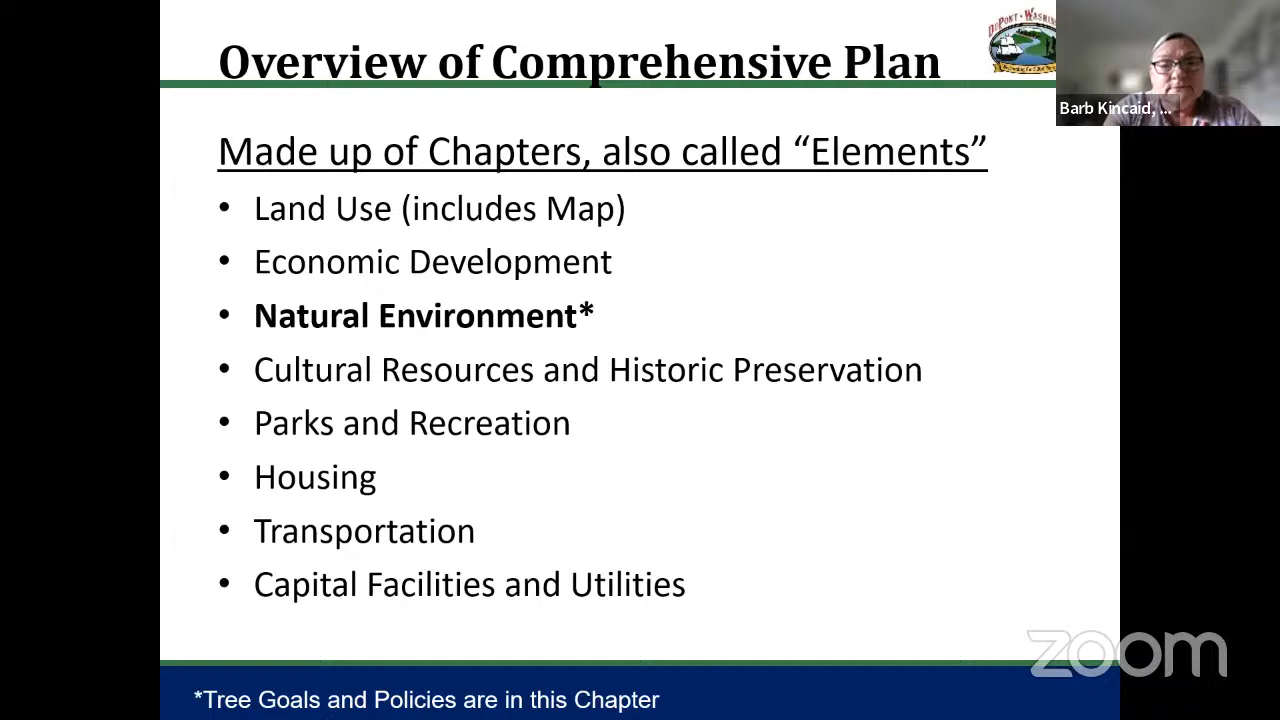 Overview of Comprehensive Plan
DuPont • Washin
Barb Kincaid, ...
Made up of Chapters, also called “Elements”
• Land Use (includes Map)
• Economic Development
• Natural Environment*
• Cultural Resources and Historic Preservation
• Parks and Recreation
• Housing
• Transportation
• Capital Facilities and Utilities
zoom
*Tree Goals and Policies are in this Chapter